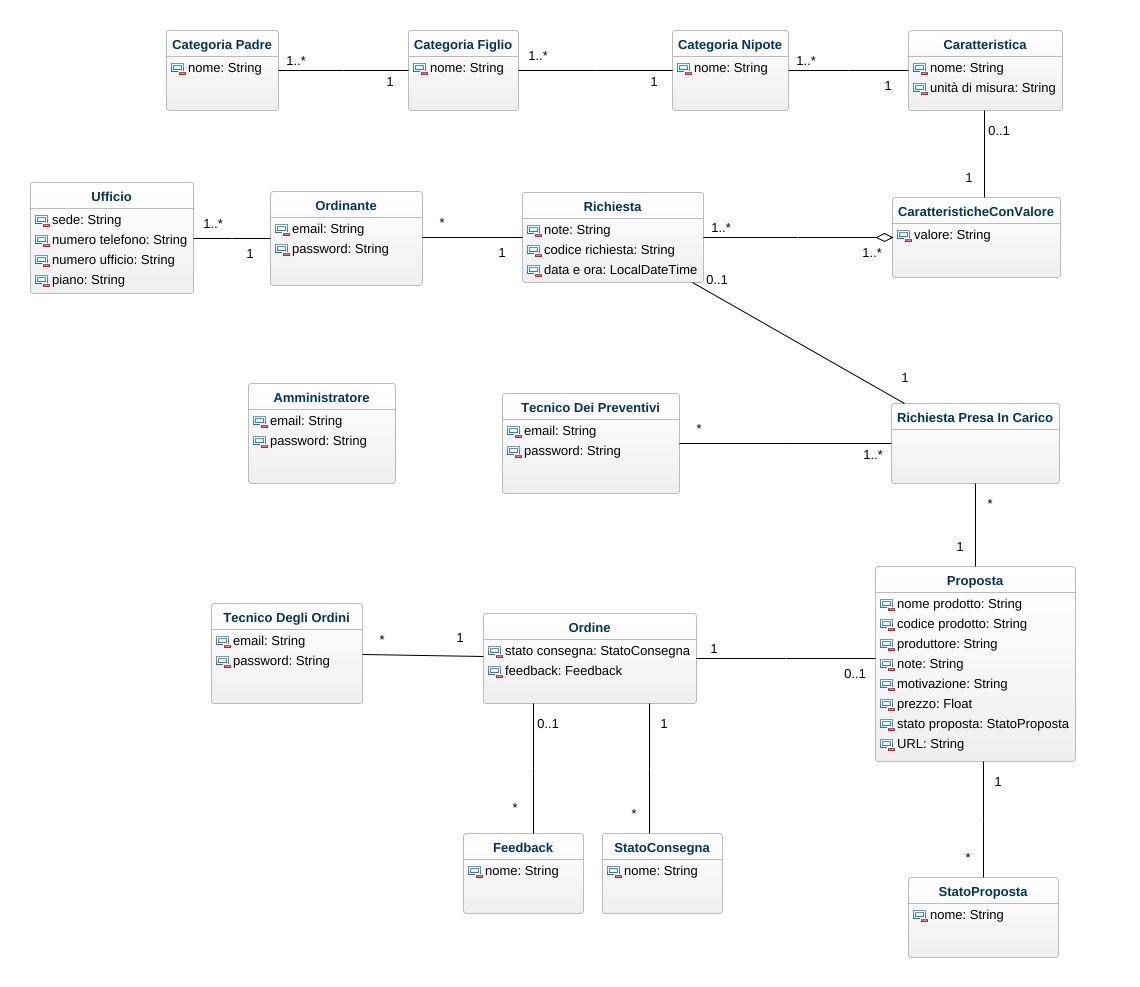 Categoria Padre
nome: String
1..*
1
Categoria Figlio
nome: String
1..*
1
Categoria Nipote
nome: String
1..*
1
Caratteristica
nome: String
unità di misura: String
0..1
1
Ufficio
sede: String
numero telefono: String
numero ufficio: String
piano: String
1..*
1
Ordinante
email: String
password: String
*
1
Richiesta
note: String
codice richiesta: String
data e ora: LocalDateTime
1..*
1..*
CaratteristicheConValore
valore: String
0..1
1
Amministratore
email: String
password: String
Tecnico Dei Preventivi
email: String
password: String
*
1..*
Richiesta Presa In Carico
*
1
Tecnico Degli Ordini
email: String
password: String
*
1
Ordine
stato consegna: StatoConsegna
feedback: Feedback
1
0..1
Proposta
nome prodotto: String
codice prodotto: String
produttore: String
note: String
motivazione: String
prezzo: Float
stato proposta: StatoProposta
URL: String
0..1
*
1
*
1
*
Feedback
nome: String
StatoConsegna
nome: String
StatoProposta
nome: String